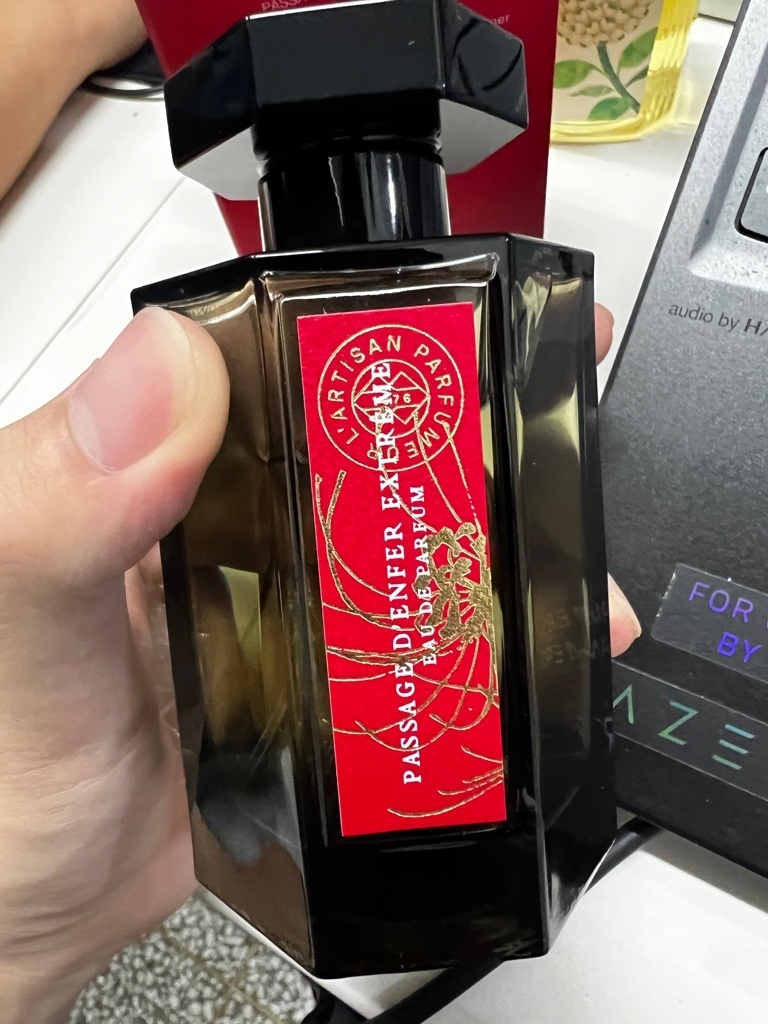 L'ARTISAN PARFUMEUR
PASSAGE D'ENFER EXTRÊME
EAU DE PARFUM
audio by
FOR
BY